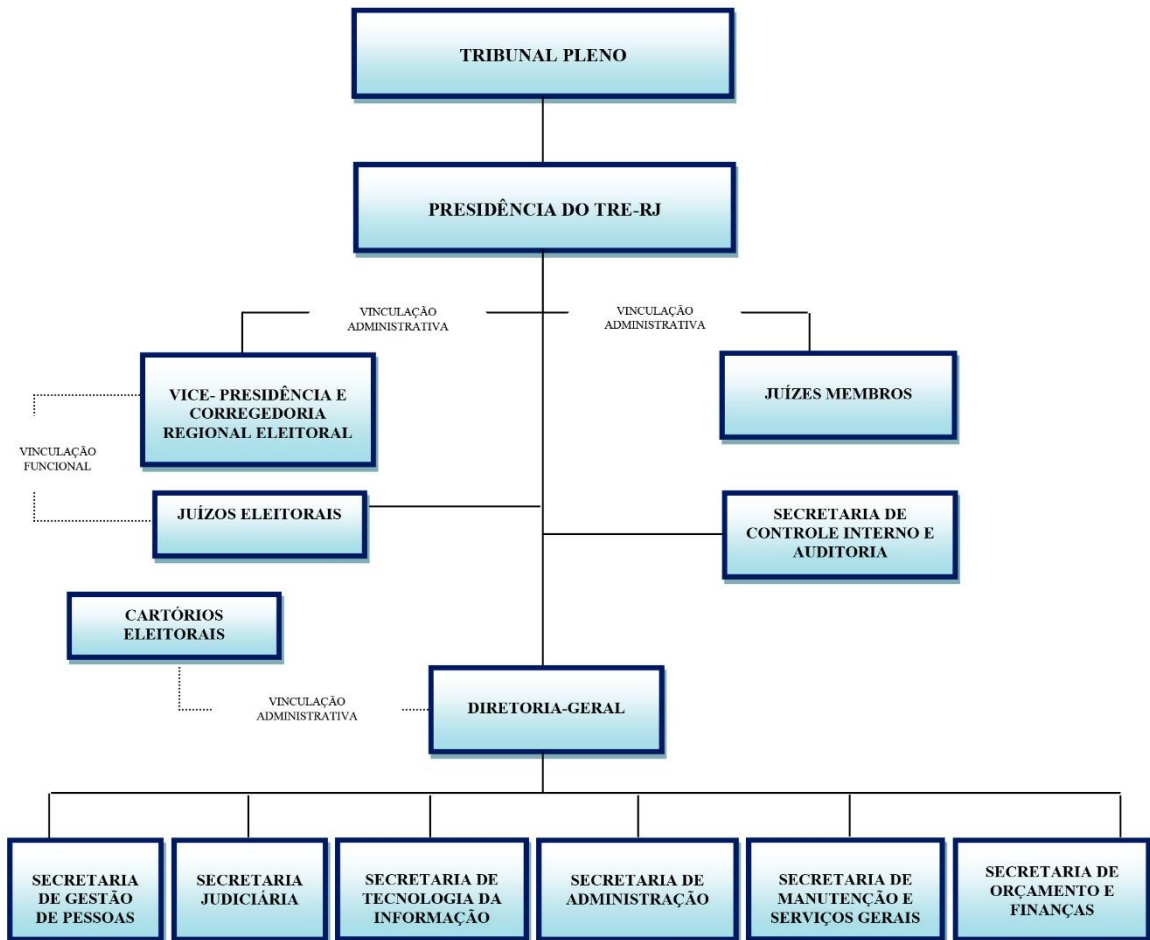 TRIBUNAL PLENO
PRESIDÊNCIA DO TRE-RJ
VINCULAÇÃO
ADMINISTRATIVA
VINCULAÇÃO
ADMINISTRATIVA
VICE- PRESIDÊNCIA E
CORREGEDORIA
REGIONAL ELEITORAL
JUÍZES MEMBROS
VINCULAÇÃO
FUNCIONAL
JUÍZOS ELEITORAIS
SECRETARIA DE
CONTROLE INTERNO E
AUDITORIA
CARTÓRIOS
ELEITORAIS
VINCULAÇÃO
ADMINISTRATIVA
DIRETORIA-GERAL
SECRETARIA
DE GESTÃO
DE PESSOAS
SECRETARIA
JUDICIÁRIA
SECRETARIA DE
TECNOLOGIA DA
INFORMAÇÃO
SECRETARIA DE
ADMINISTRAÇÃO
SECRETARIA DE
MANUTENÇÃO E
SERVIÇOS GERAIS
SECRETARIA DE
ORÇAMENTO E
FINANÇAS